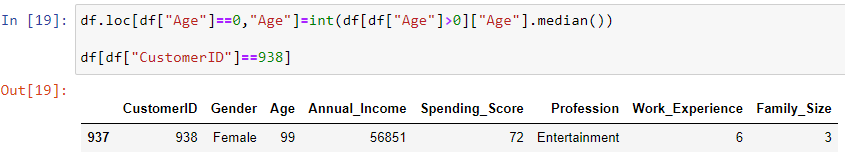 In [19]: df.loc[df["Age"]==0,"Age"]=int(df[df["Age"]>0]["Age"].median())
df[df["CustomerID"]==938]
Out[19]:
CustomerID Gender Age Annual_Income Spending_Score Profession Work_Experience Family_Size
937 938 Female 99 56851 72 Entertainment 6 3